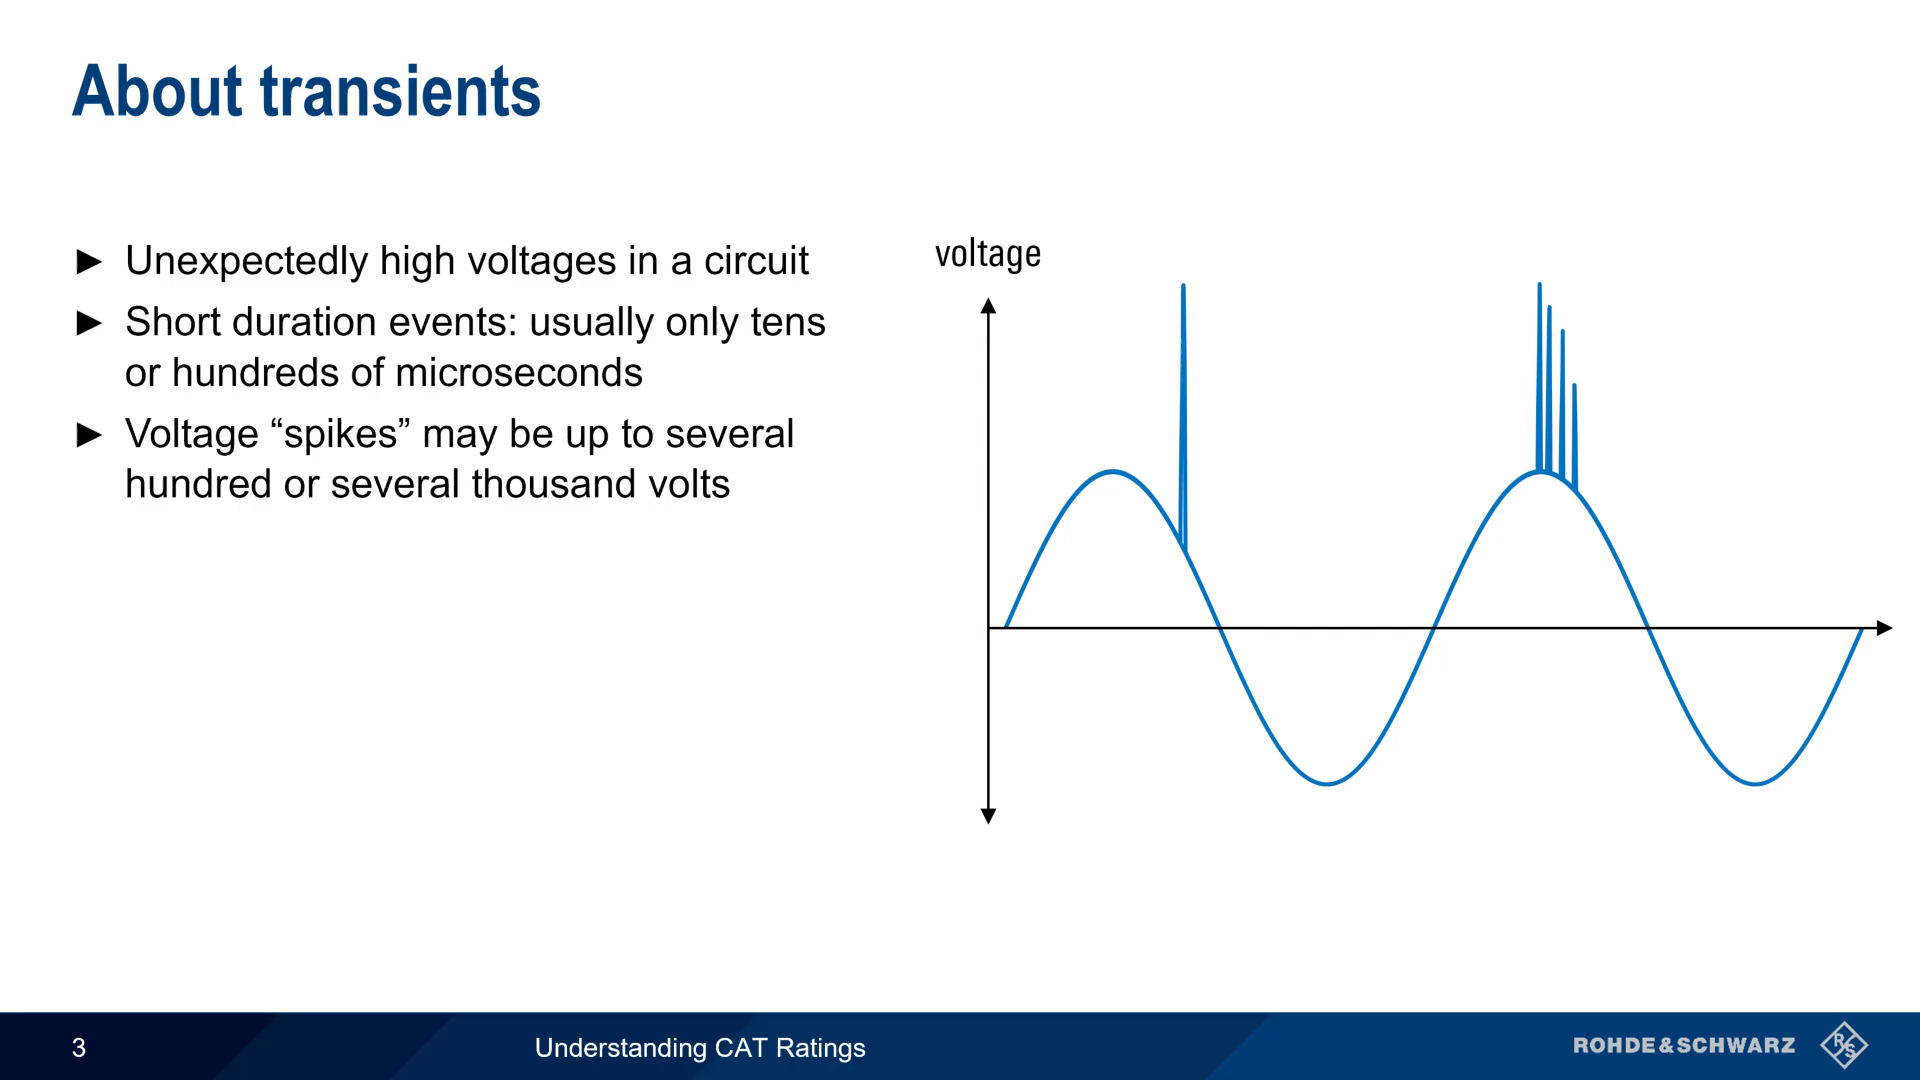 About transients
► Unexpectedly high voltages in a circuit
► Short duration events: usually only tens
or hundreds of microseconds
► Voltage “spikes” may be up to several
hundred or several thousand volts
voltage
3
Understanding CAT Ratings
ROHDE&SCHWARZ
R&S